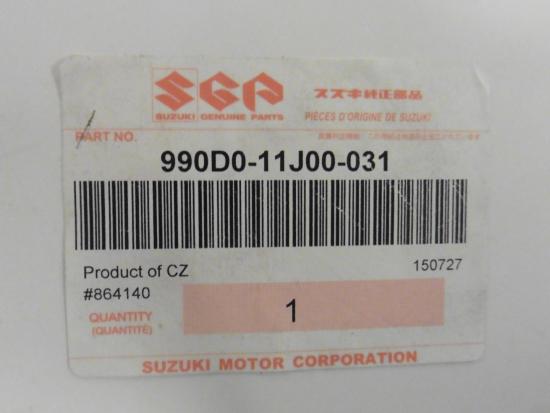 SGP
SUZUKI GENUINE PARTS
スズキ純正部品
PIÈCES D'ORIGINE DE SUZUKI
PART NO.
990D0-11J00-031
Product of CZ
150727
#864140
QUANTITY
(QUANTITÉ)
1
SUZUKI MOTOR CORPORATION